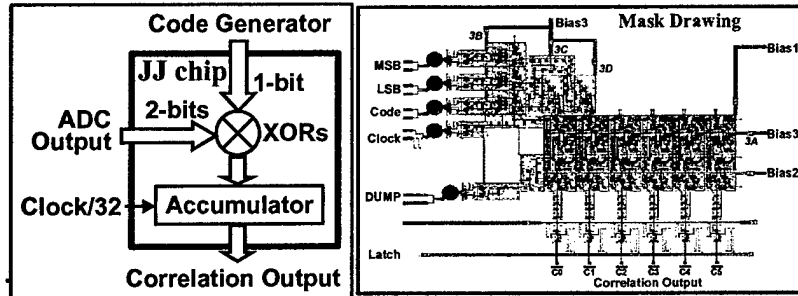 Code Generator
JJ chip
1-bit
2-bits
ADC
Output
XORs
Clock/32
Accumulator
Correlation Output
Mask Drawing
Bias3
3B
3C
3D
Bias1
MSB
LSB
Code
Clock
3A
Bias3
Bias2
DUMP
Latch
C0 C1 C2 C3 C4 C5
Correlation Output